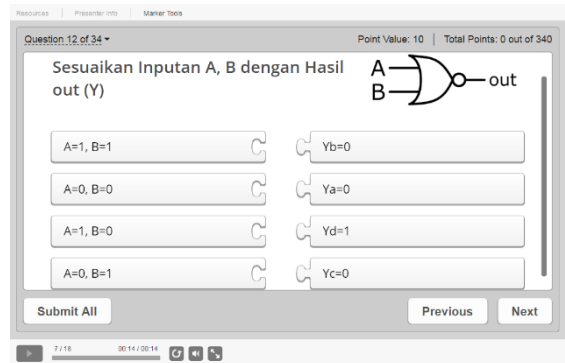 Resources Presenter Info Marker Tools
Question 12 of 34 Point Value: 10 | Total Points: 0 out of 340
Sesuaikan Inputan A, B dengan Hasil
out (Y)
A
B
out
A=1, B=1 Yb=0
A=0, B=0 Ya=0
A=1, B=0 Yd=1
A=0, B=1 Yc=0
Submit All Previous Next
7 / 18 00:14 / 00:14